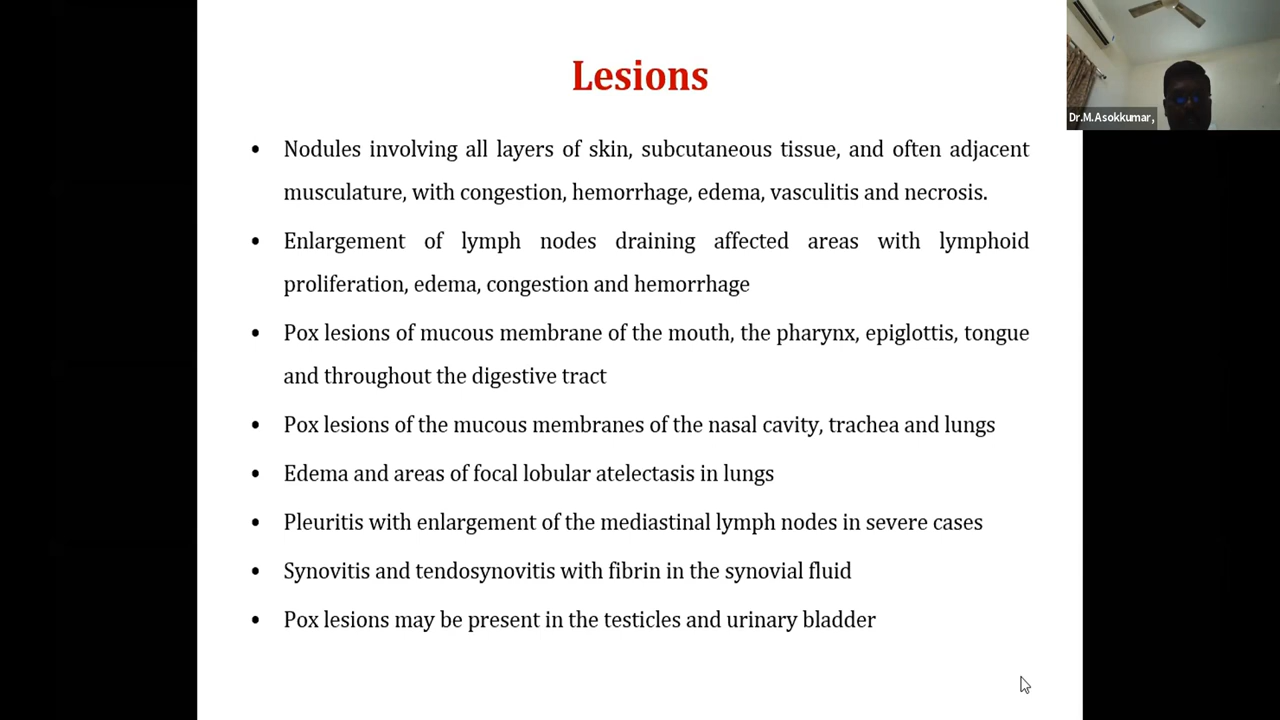 Lesions
• Nodules involving all layers of skin, subcutaneous tissue, and often adjacent
musculature, with congestion, hemorrhage, edema, vasculitis and necrosis.
• Enlargement of lymph nodes draining affected areas with lymphoid
proliferation, edema, congestion and hemorrhage
• Pox lesions of mucous membrane of the mouth, the pharynx, epiglottis, tongue
and throughout the digestive tract
• Pox lesions of the mucous membranes of the nasal cavity, trachea and lungs
• Edema and areas of focal lobular atelectasis in lungs
• Pleuritis with enlargement of the mediastinal lymph nodes in severe cases
• Synovitis and tendosynovitis with fibrin in the synovial fluid
• Pox lesions may be present in the testicles and urinary bladder
Dr.M.Asokkumar,